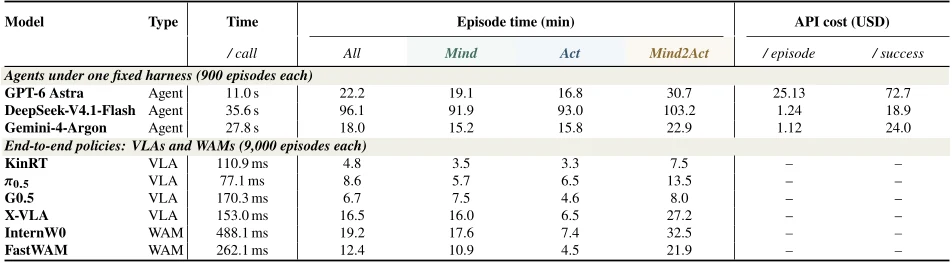 Model Type Time Episode time (min) API cost (USD)
/ call All Mind Act Mind2Act / episode / success
Agents under one fixed harness (900 episodes each)
GPT-6 Astra Agent 11.0 s 22.2 19.1 16.8 30.7 25.13 72.7
DeepSeek-V4.1-Flash Agent 35.6 s 96.1 91.9 93.0 103.2 1.24 18.9
Gemini-4-Argon Agent 27.8 s 18.0 15.2 15.8 22.9 1.12 24.0
End-to-end policies: VLAs and WAMs (9,000 episodes each)
KinRT VLA 110.9 ms 4.8 3.5 3.3 7.5 – –
π0.5 VLA 77.1 ms 8.6 5.7 6.5 13.5 – –
G0.5 VLA 170.3 ms 6.7 7.5 4.6 8.0 – –
X-VLA VLA 153.0 ms 16.5 16.0 6.5 27.2 – –
InternW0 WAM 488.1 ms 19.2 17.6 7.4 32.5 – –
FastWAM WAM 262.1 ms 12.4 10.9 4.5 21.9 – –